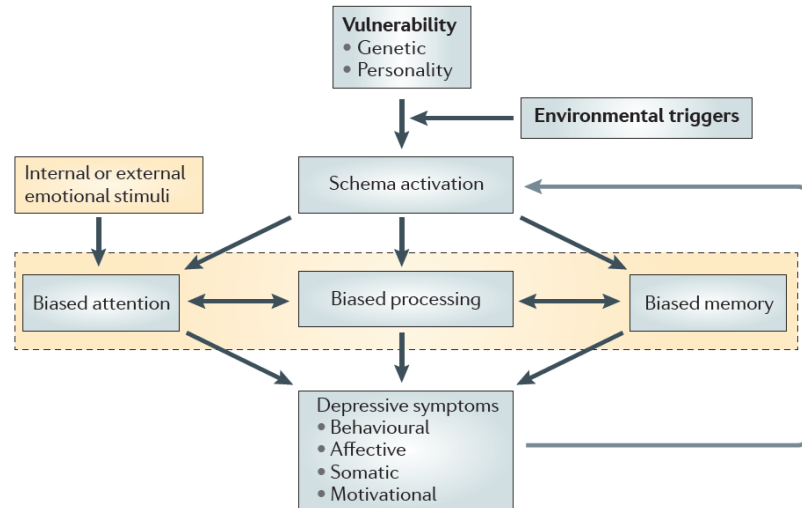 Vulnerability
• Genetic
• Personality
Environmental triggers
Internal or external
emotional stimuli
Schema activation
Biased attention
Biased processing
Biased memory
Depressive symptoms
• Behavioural
• Affective
• Somatic
• Motivational